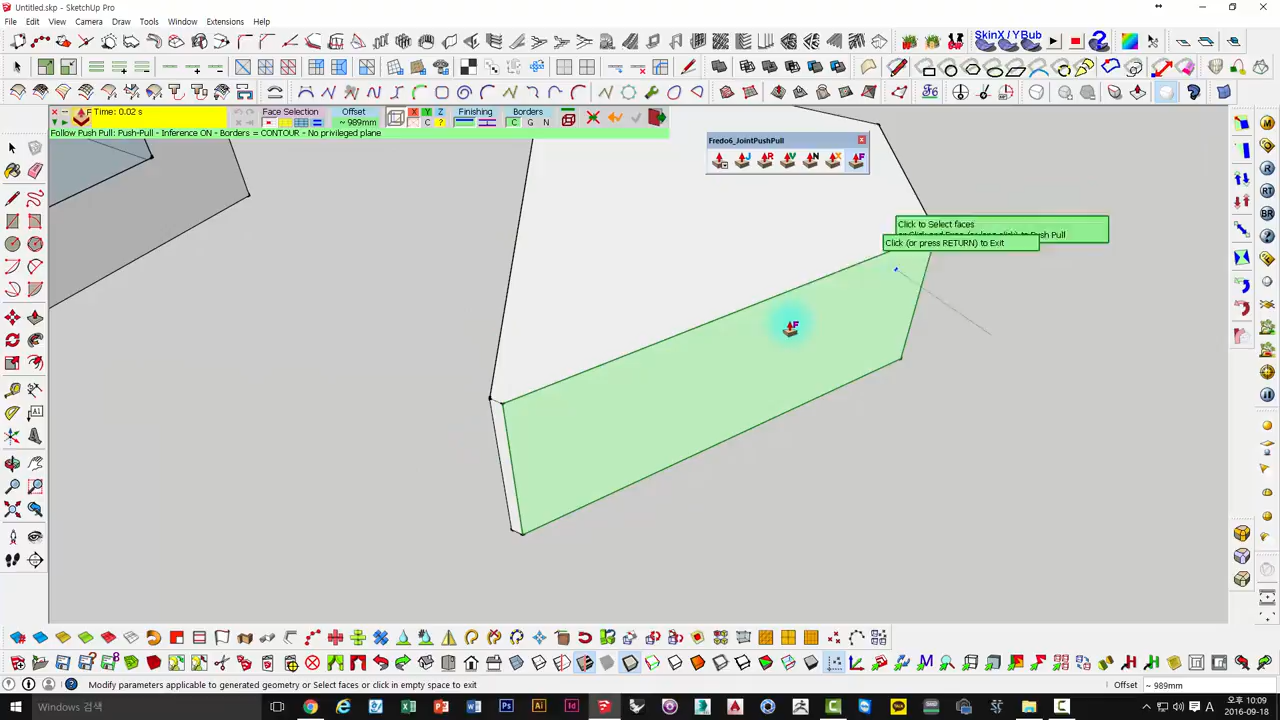 Untitled.skp - SketchUp Pro
File Edit View Camera Draw Tools Window Extensions Help
SkinX / YBub
F Time: 0.02 s
Face Selection
Offset
~ 989mm
X Y Z
C ?
Finishing
Borders
C G N
Follow Push Pull: Push-Pull - Inference ON - Borders = CONTOUR - No privileged plane
Fredo6_JointPushPull
J R V N X F
Click to Select faces
Click (or press RETURN) to Exit
F
R
RT
BR
A1
Modify parameters applicable to generated geometry or Select faces or click in empty space to exit
Offset ~ 989mm
Windows 검색
오후 10:09
2016-09-18